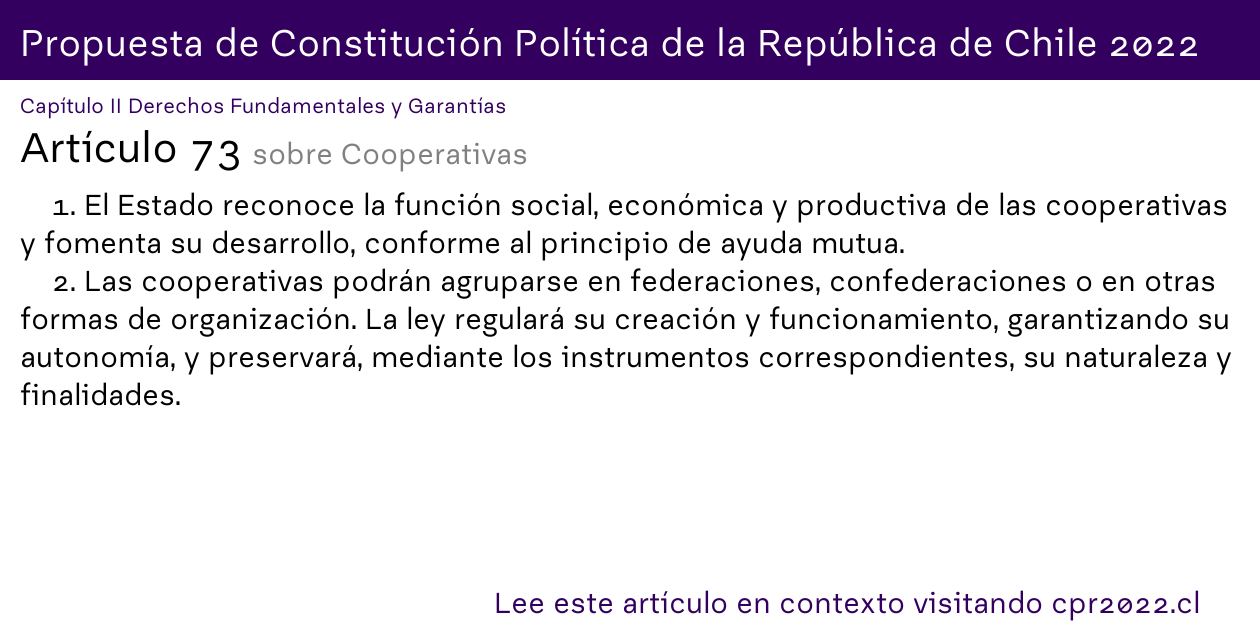 Propuesta de Constitución Política de la República de Chile 2022
Capítulo II Derechos Fundamentales y Garantías
Artículo 73 sobre Cooperativas
1. El Estado reconoce la función social, económica y productiva de las cooperativas
y fomenta su desarrollo, conforme al principio de ayuda mutua.
2. Las cooperativas podrán agruparse en federaciones, confederaciones o en otras
formas de organización. La ley regulará su creación y funcionamiento, garantizando su
autonomía, y preservará, mediante los instrumentos correspondientes, su naturaleza y
finalidades.
Lee este artículo en contexto visitando cpr2022.cl